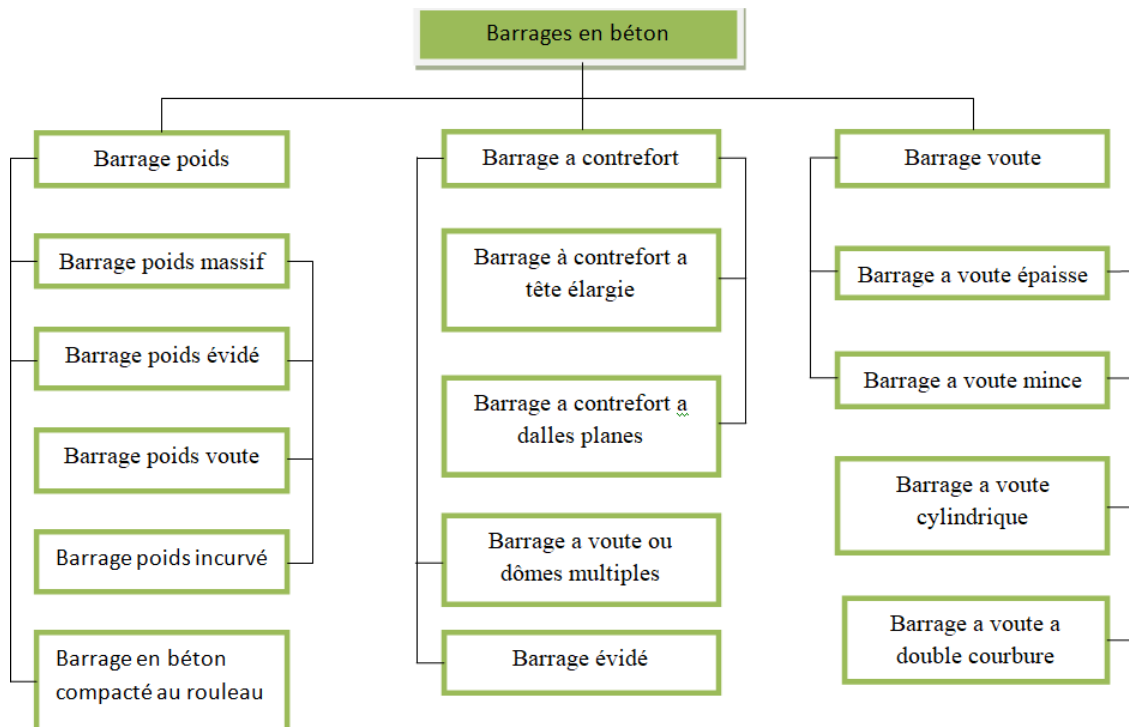 Barrages en béton
Barrage poids
Barrage poids massif
Barrage poids évidé
Barrage poids voute
Barrage poids incurvé
Barrage en béton
compacté au rouleau
Barrage a contrefort
Barrage à contrefort a
tête élargie
Barrage a contrefort a
dalles planes
Barrage a voute ou
dômes multiples
Barrage évidé
Barrage voute
Barrage a voute épaisse
Barrage a voute mince
Barrage a voute
cylindrique
Barrage a voute a
double courbure